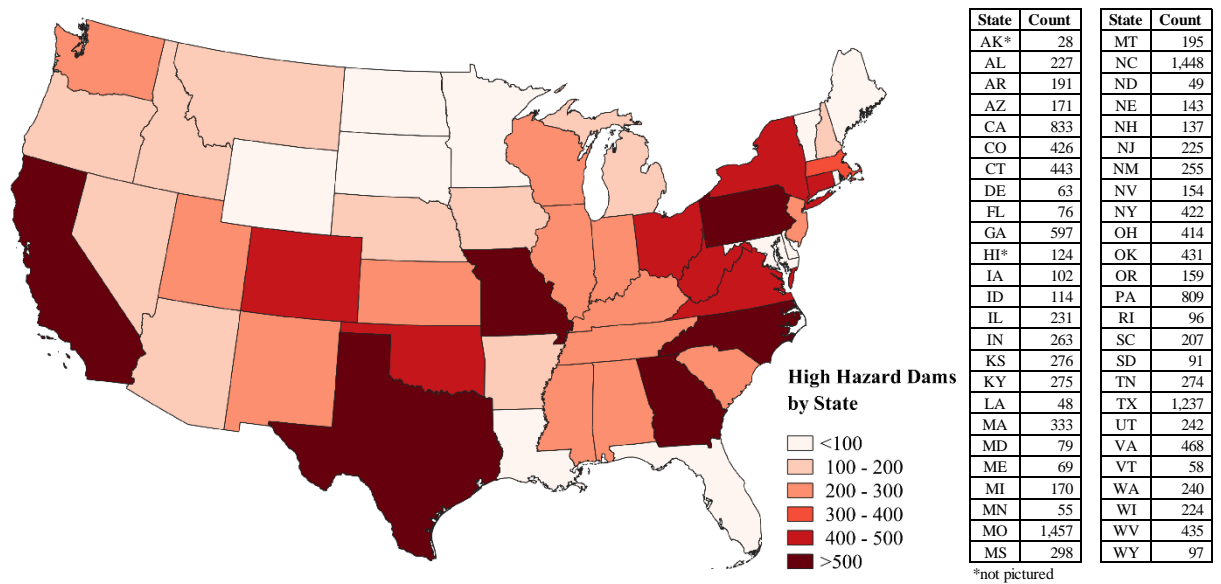 High Hazard Dams
by State
<100
100 - 200
200 - 300
300 - 400
400 - 500
>500
State Count
AK* 28
AL 227
AR 191
AZ 171
CA 833
CO 426
CT 443
DE 63
FL 76
GA 597
HI* 124
IA 102
ID 114
IL 231
IN 263
KS 276
KY 275
LA 48
MA 333
MD 79
ME 69
MI 170
MN 55
MO 1,457
MS 298
*not pictured
State Count
MT 195
NC 1,448
ND 49
NE 143
NH 137
NJ 225
NM 255
NV 154
NY 422
OH 414
OK 431
OR 159
PA 809
RI 96
SC 207
SD 91
TN 274
TX 1,237
UT 242
VA 468
VT 58
WA 240
WI 224
WV 435
WY 97